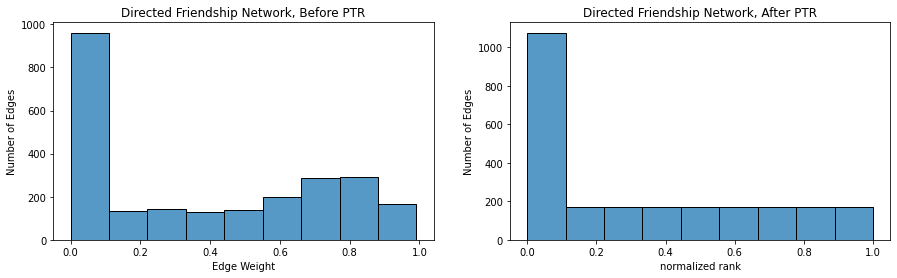 Directed Friendship Network, Before PTR
Number of Edges
1000
800
600
400
200
0
0.0 0.2 0.4 0.6 0.8 1.0
Edge Weight
Directed Friendship Network, After PTR
Number of Edges
1000
800
600
400
200
0
0.0 0.2 0.4 0.6 0.8 1.0
normalized rank